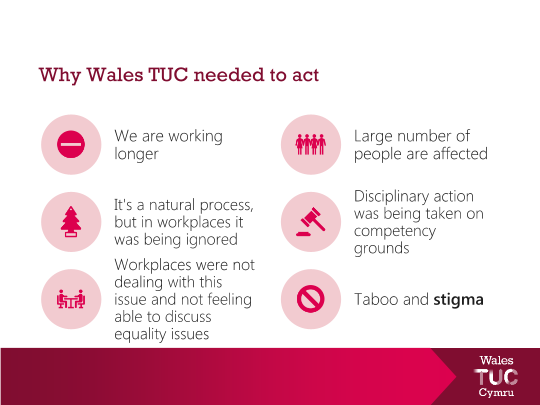 Why Wales TUC needed to act
We are working
longer
Large number of
people are affected
It's a natural process,
but in workplaces it
was being ignored
Disciplinary action
was being taken on
competency
grounds
Workplaces were not
dealing with this
issue and not feeling
able to discuss
equality issues
Taboo and stigma
Wales
TUC
Cymru